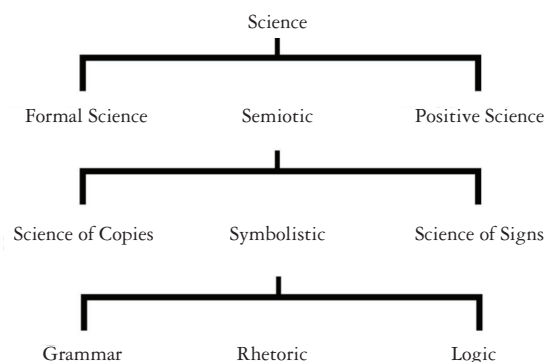 Science
Formal Science Semiotic Positive Science
Science of Copies Symbolistic Science of Signs
Grammar Rhetoric Logic